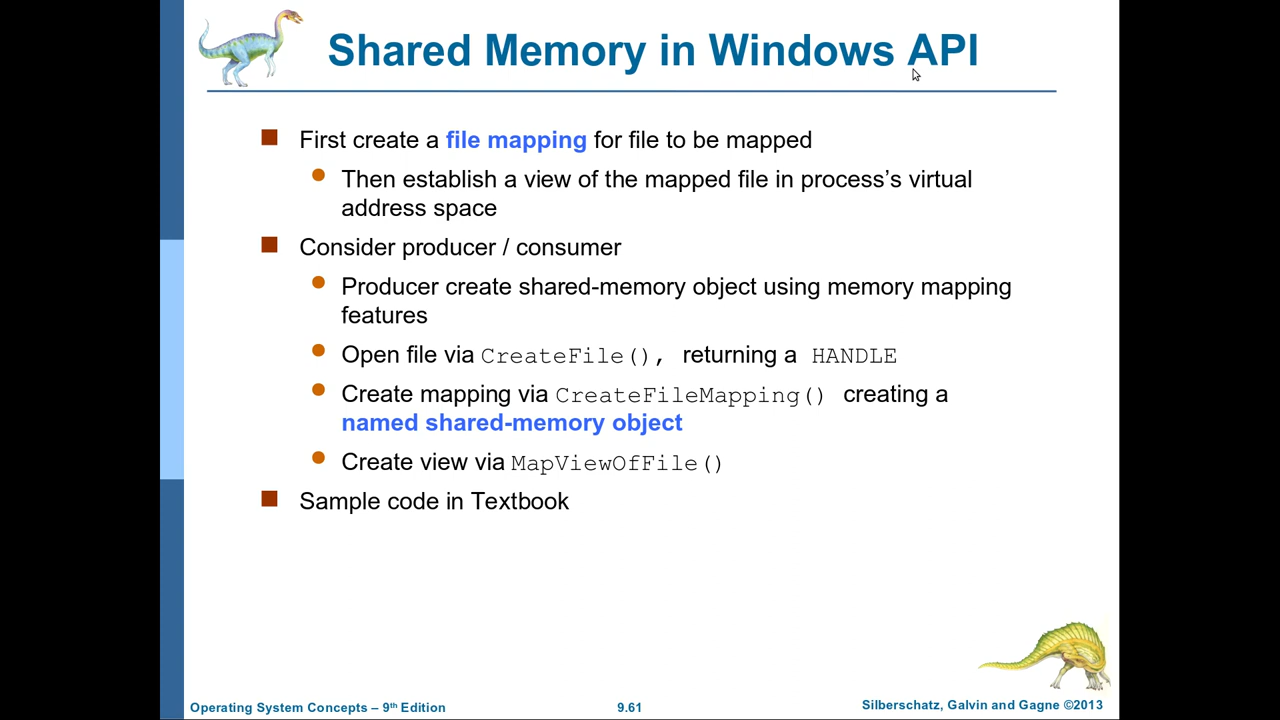 Shared Memory in Windows API
First create a file mapping for file to be mapped
Then establish a view of the mapped file in process’s virtual
address space
Consider producer / consumer
Producer create shared-memory object using memory mapping
features
Open file via CreateFile(), returning a HANDLE
Create mapping via CreateFileMapping() creating a
named shared-memory object
Create view via MapViewOfFile()
Sample code in Textbook
Operating System Concepts – 9th Edition
9.61
Silberschatz, Galvin and Gagne ©2013